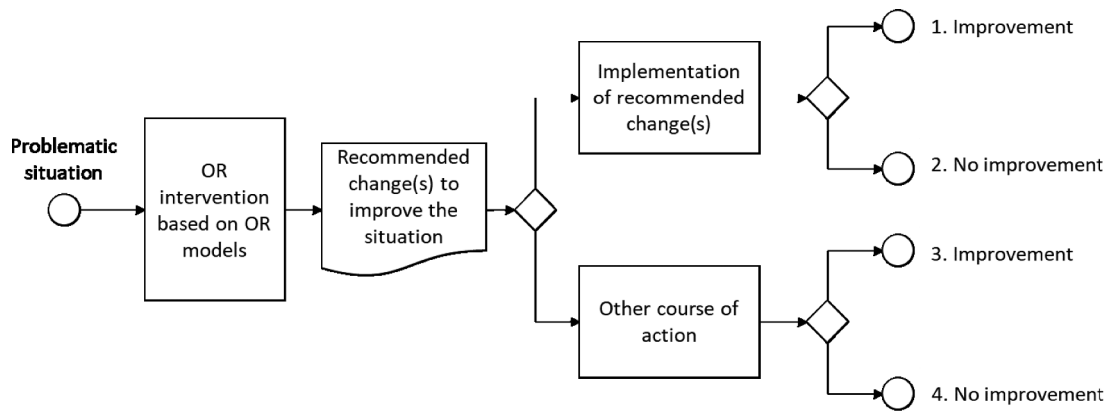 Problematic
situation
OR
intervention
based on OR
models
Recommended
change(s) to
improve the
situation
Implementation
of recommended
change(s)
1. Improvement
2. No improvement
Other course of
action
3. Improvement
4. No improvement